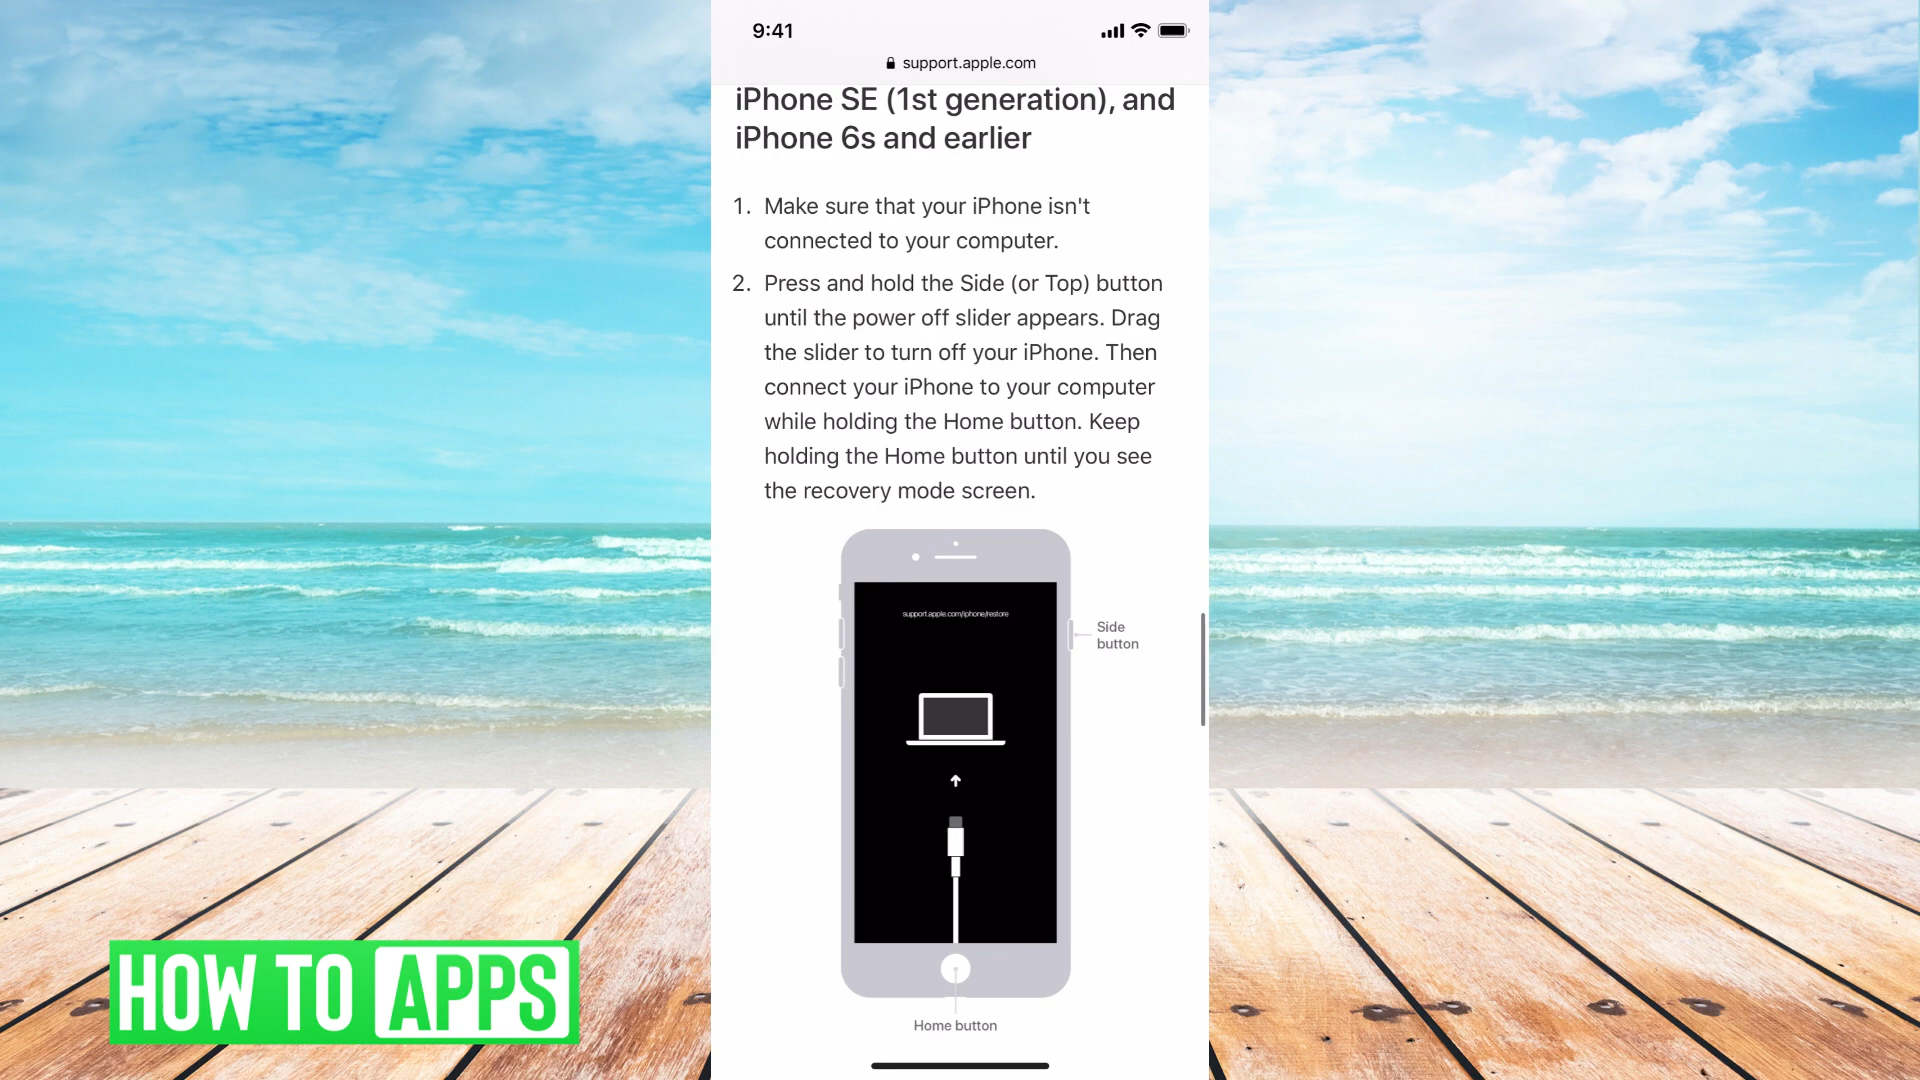 9:41
support.apple.com
iPhone SE (1st generation), and
iPhone 6s and earlier
1. Make sure that your iPhone isn't
connected to your computer.
2. Press and hold the Side (or Top) button
until the power off slider appears. Drag
the slider to turn off your iPhone. Then
connect your iPhone to your computer
while holding the Home button. Keep
holding the Home button until you see
the recovery mode screen.
support.apple.com/iphone/restore
Side
button
Home button
HOW TO APPS